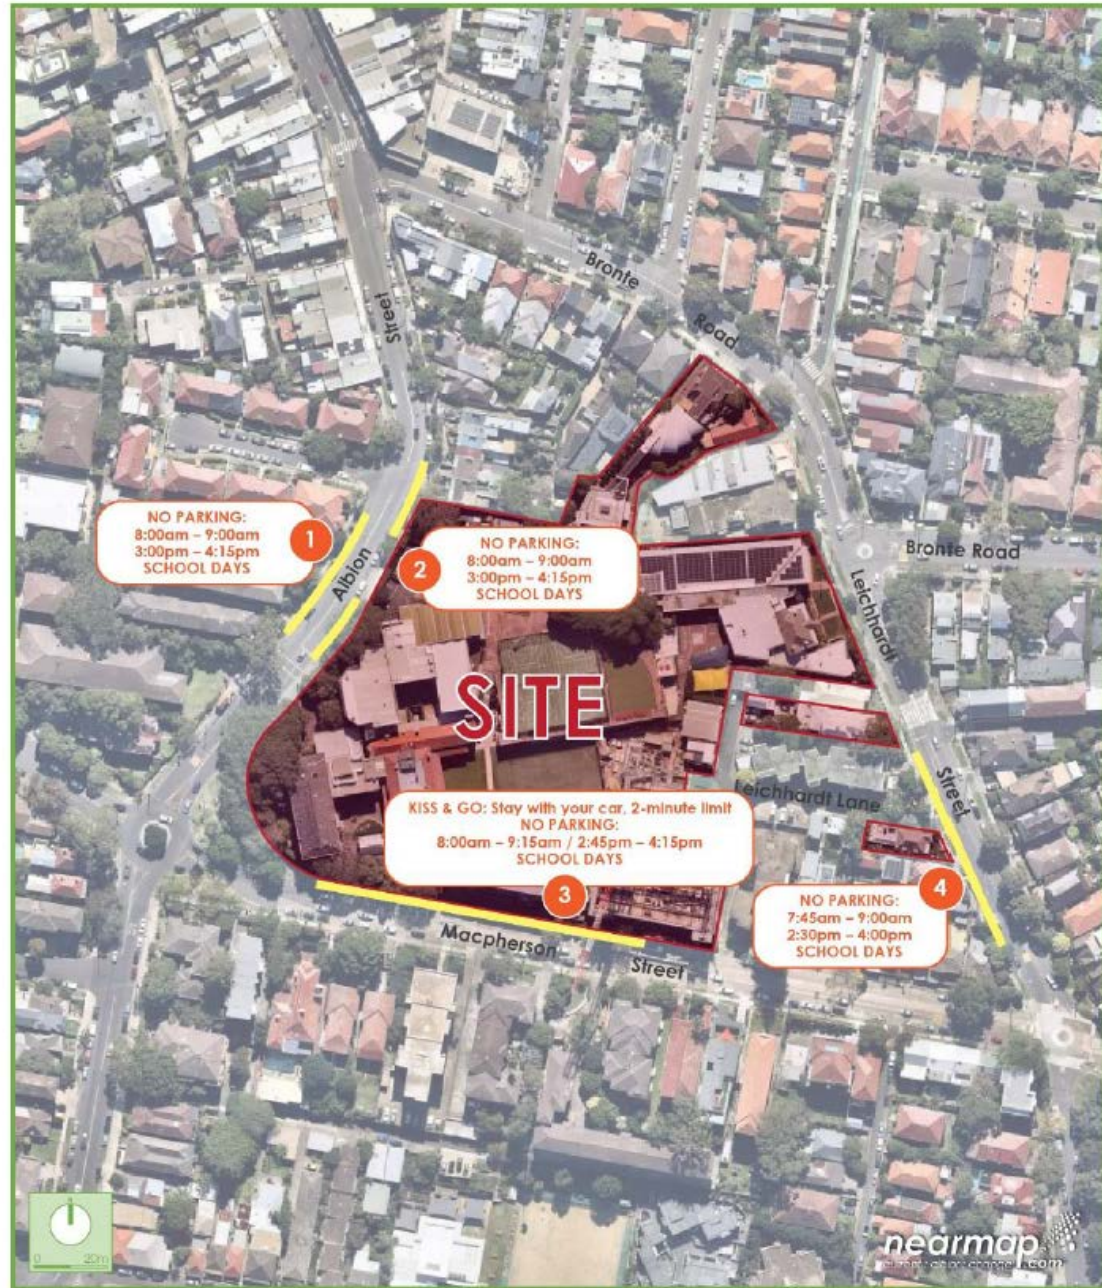 Street
Bronte
Road
NO PARKING:
8:00am – 9:00am
3:00pm – 4:15pm
SCHOOL DAYS
1
Albion
2
NO PARKING:
8:00am – 9:00am
3:00pm – 4:15pm
SCHOOL DAYS
Bronte Road
Leichhardt
SITE
Street
Leichhardt Lane
KISS & GO: Stay with your car, 2-minute limit
NO PARKING:
8:00am – 9:15am / 2:45pm – 4:15pm
SCHOOL DAYS
3
4
NO PARKING:
7:45am – 9:00am
2:30pm – 4:00pm
SCHOOL DAYS
Macpherson
Street
0 20m
nearmap
.com